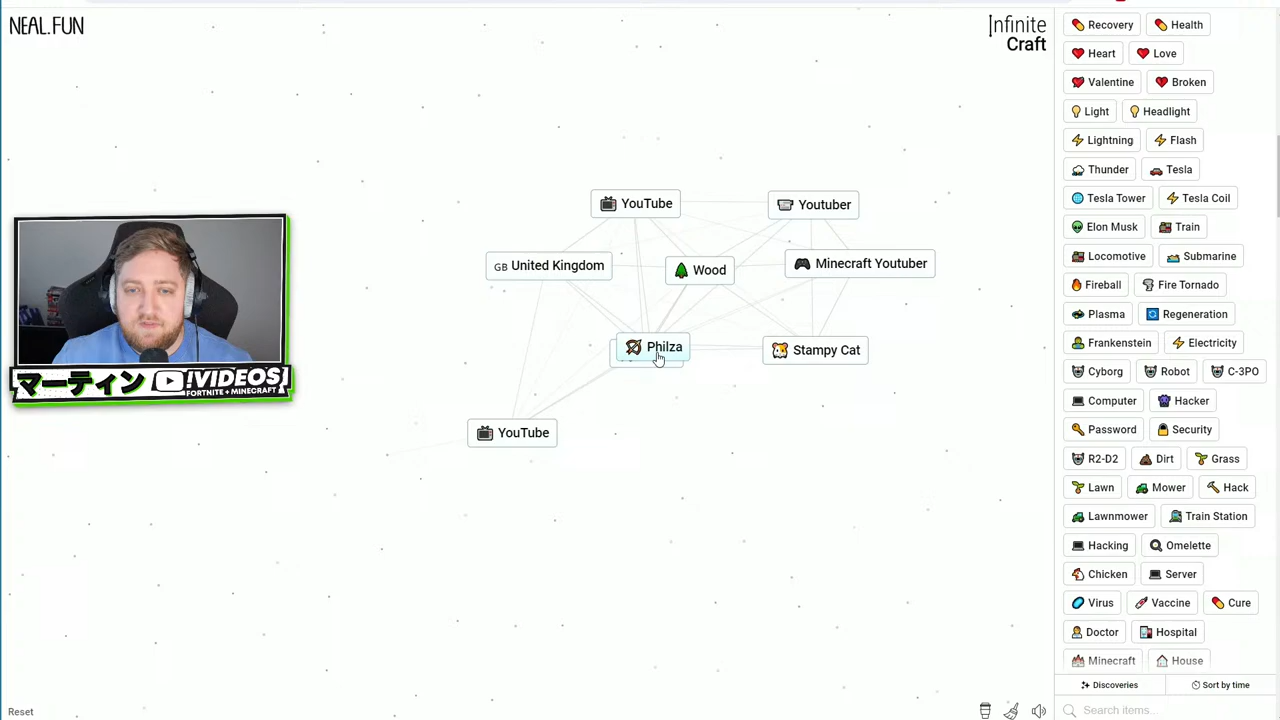 NEAL.FUN
Infinite
Craft
YouTube
Youtuber
GB United Kingdom
Wood
Minecraft Youtuber
Philza
Stampy Cat
YouTube
マーティン
!VIDEOS
FORTNITE + MINECRAFT
Reset
Recovery Health
Heart Love
Valentine Broken
Light Headlight
Lightning Flash
Thunder Tesla
Tesla Tower Tesla Coil
Elon Musk Train
Locomotive Submarine
Fireball Fire Tornado
Plasma Regeneration
Frankenstein Electricity
Cyborg Robot C-3PO
Computer Hacker
Password Security
R2-D2 Dirt Grass
Lawn Mower Hack
Lawnmower Train Station
Hacking Omelette
Chicken Server
Virus Vaccine Cure
Doctor Hospital
Minecraft House
Discoveries Sort by time
Search items...